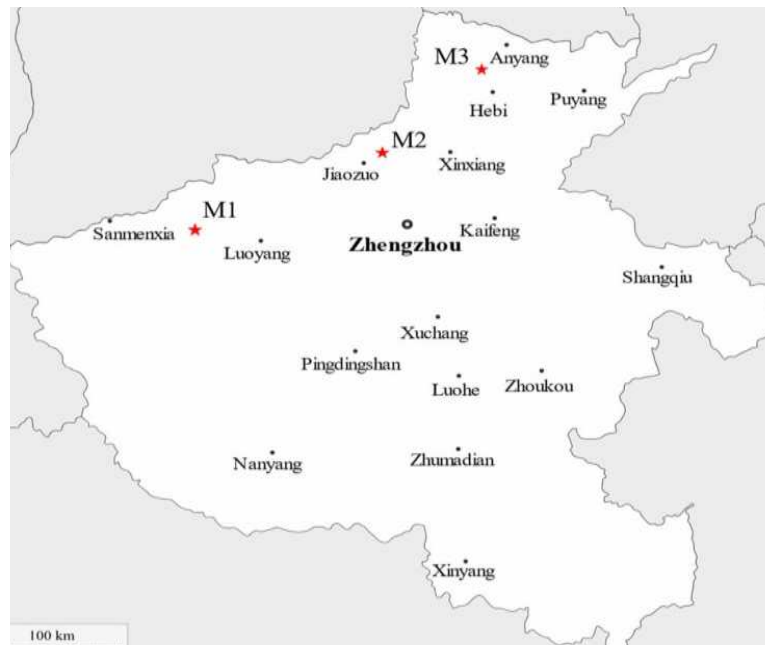 M3
Anyang
Hebi
Puyang
M2
Jiaozuo
Xinxiang
M1
Sanmenxia
Luoyang
Zhengzhou
Kaifeng
Shangqiu
Xuchang
Pingdingshan
Luohe
Zhoukou
Nanyang
Zhumadian
Xinyang
100 km